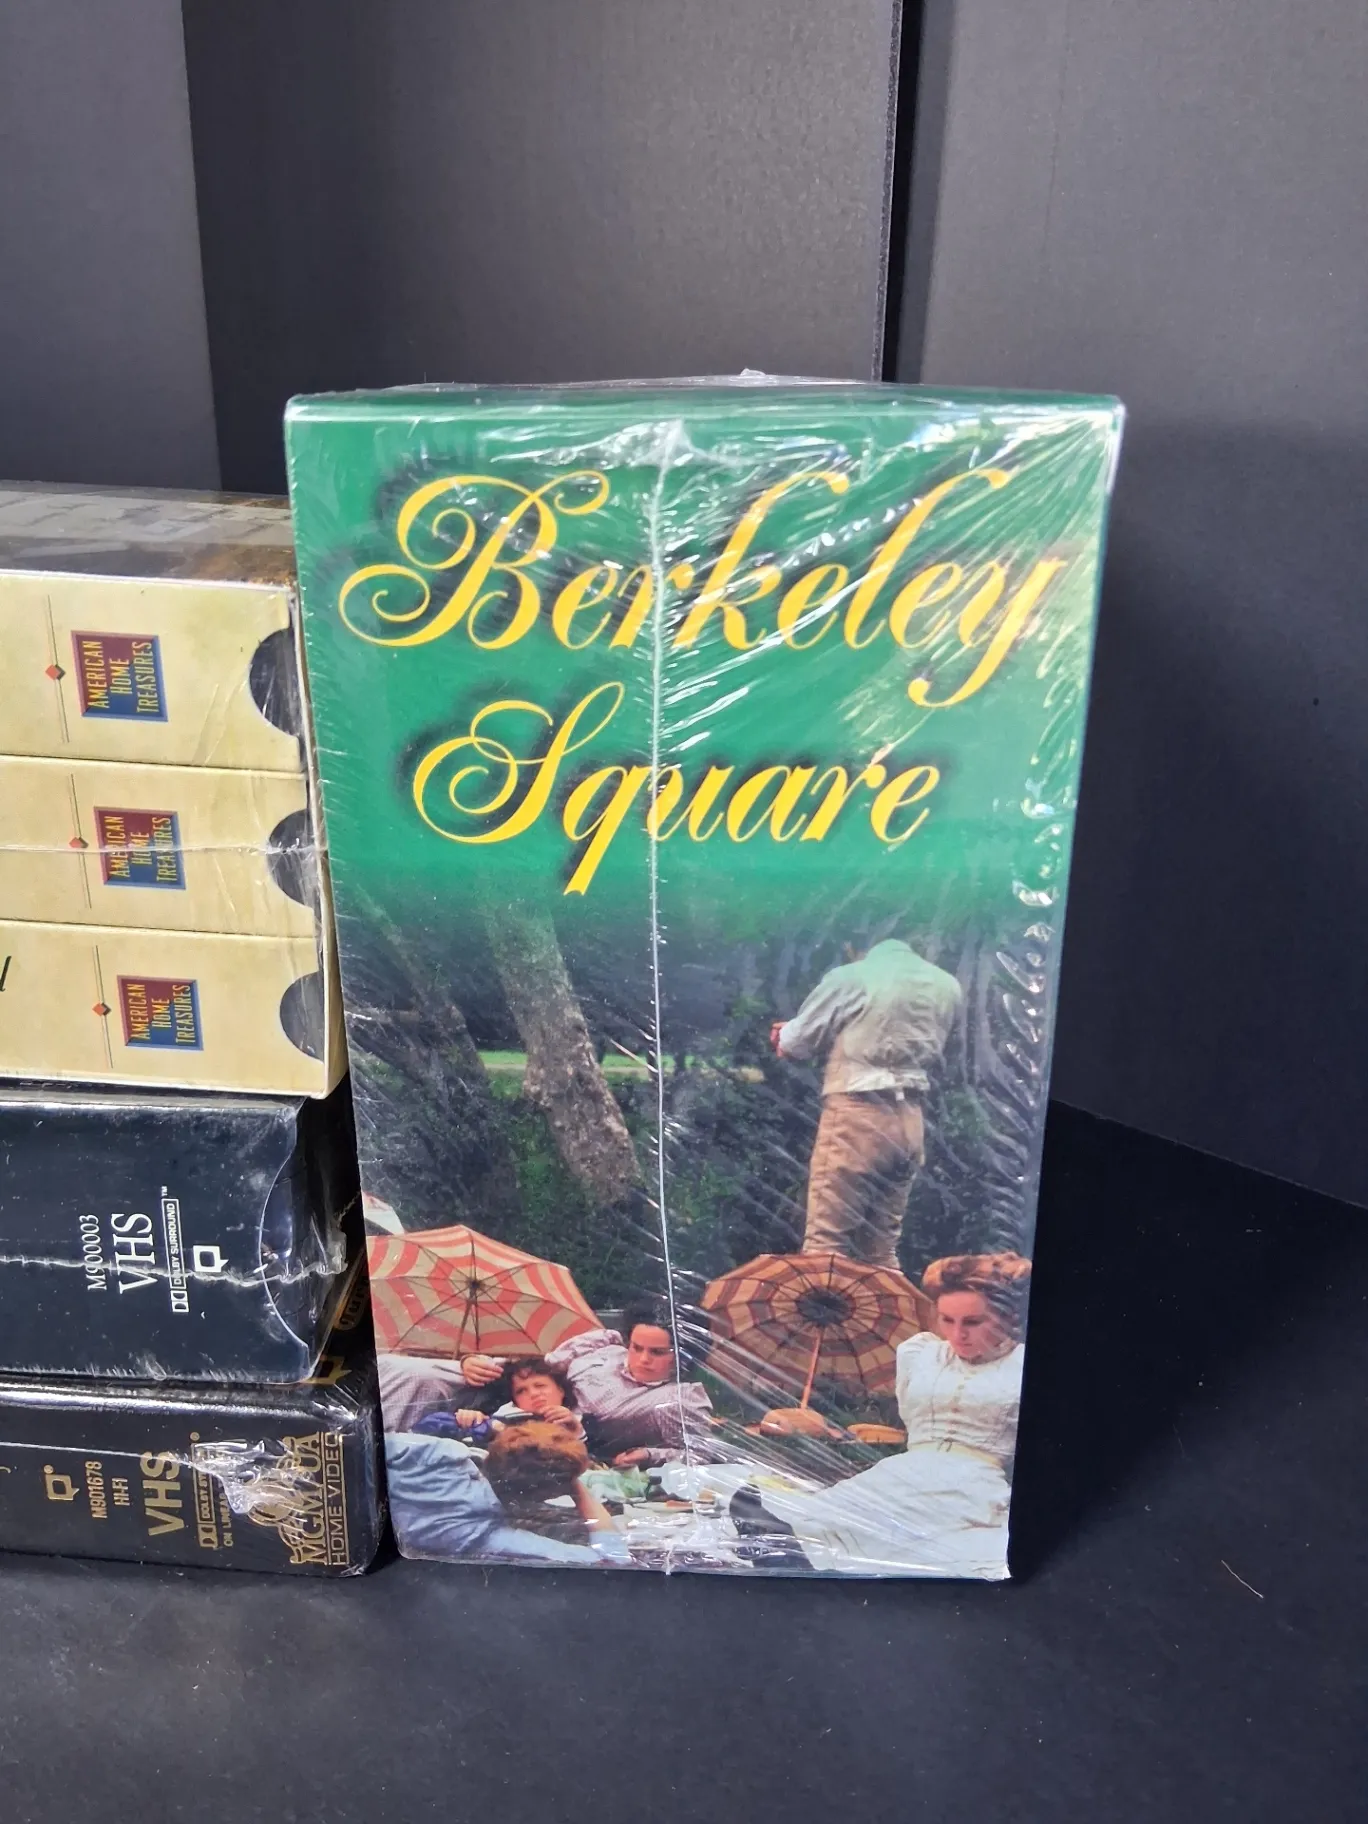 Berkeley
Square
AMERICAN
HOME
TREASURES
AMERICAN
HOME
TREASURES
AMERICAN
HOME
TREASURES
M900003
VHS
DOLBY SURROUND™
M901678
HI-FI
VHS
MGM/UA
HOME VIDEO